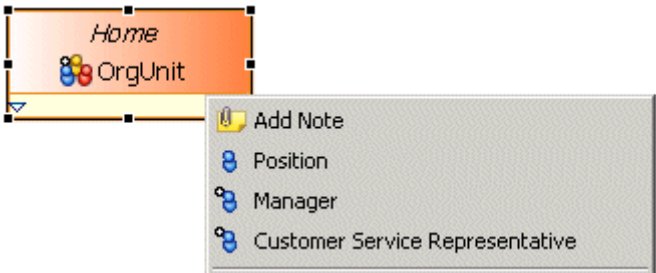 Home
OrgUnit
Add Note
Position
Manager
Customer Service Representative